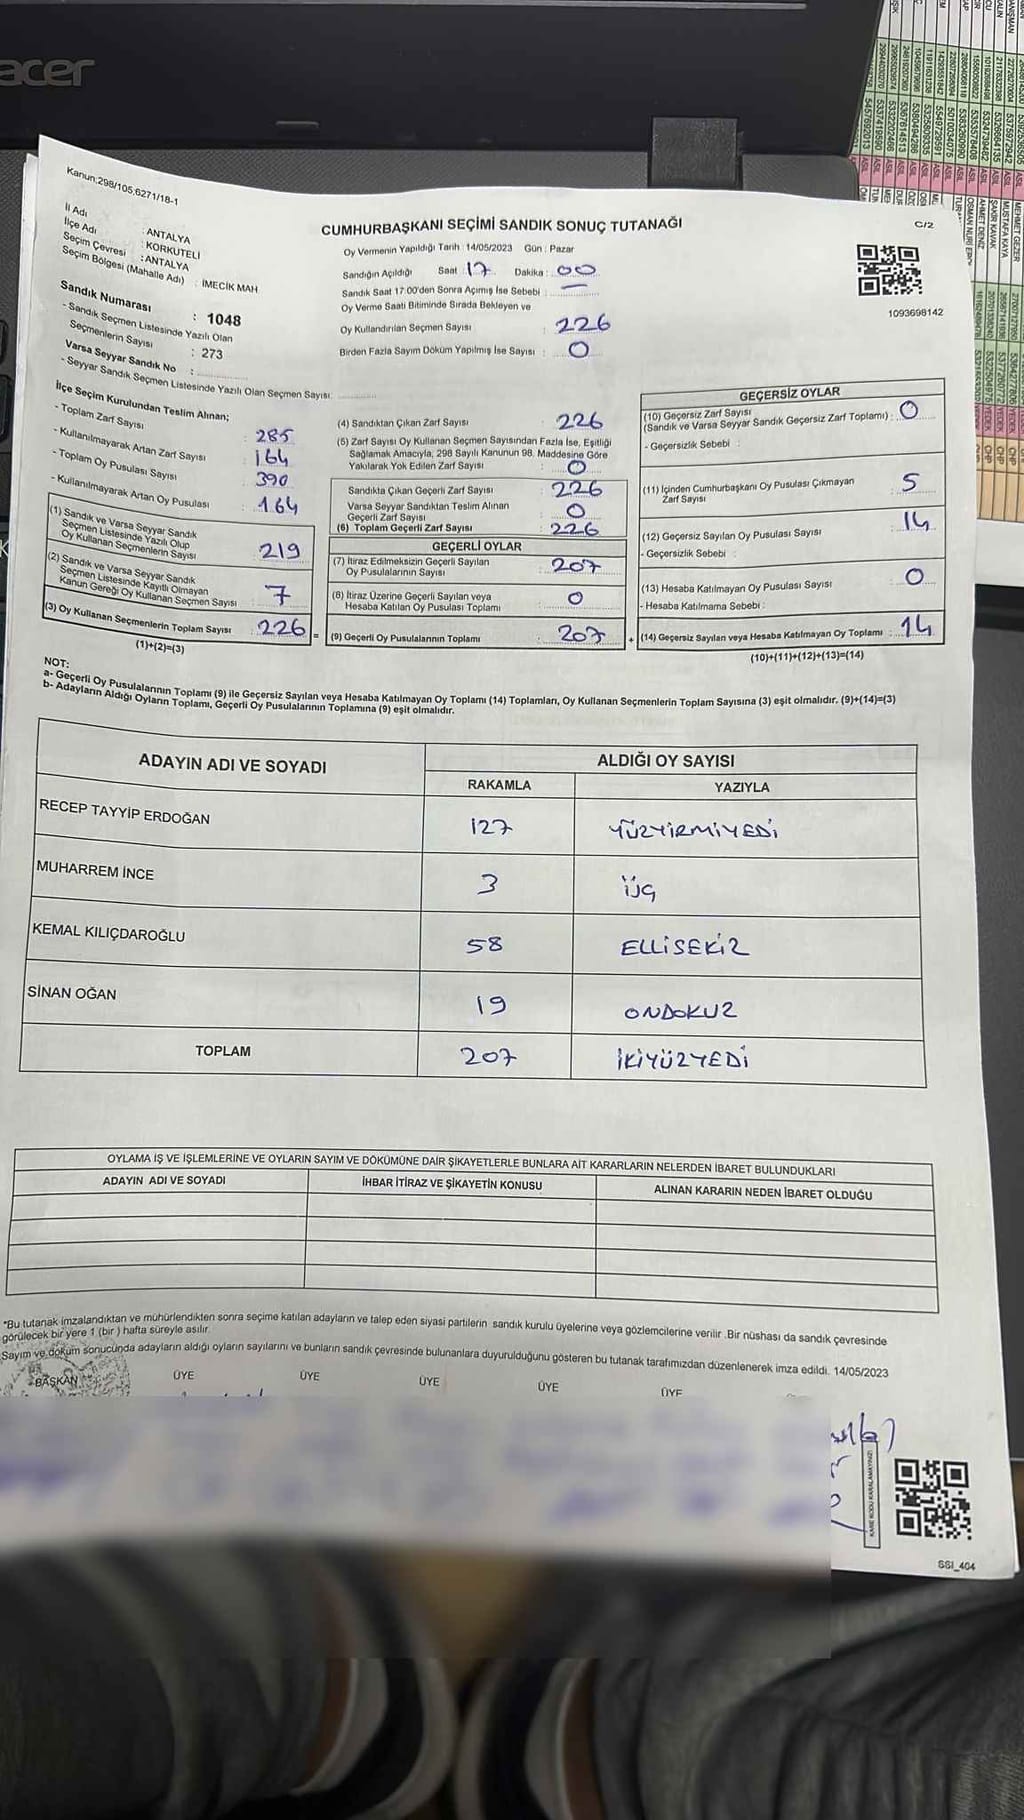 acer
Kanun:298/105,6271/18-1
İl Adı : ANTALYA
İlçe Adı : KORKUTELİ
Seçim Çevresi : ANTALYA
Seçim Bölgesi (Mahalle Adı) : İMECİK MAH.
Sandık Numarası : 1048
- Sandık Seçmen Listesinde Yazılı Olan
Seçmenlerin Sayısı : 273
Varsa Seyyar Sandık No :
- Seyyar Sandık Seçmen Listesinde Yazılı Olan Seçmen Sayısı:
CUMHURBAŞKANI SEÇİMİ SANDIK SONUÇ TUTANAĞI
C/2
Oy Vermenin Yapıldığı Tarih :14/05/2023 Gün : Pazar
Sandığın Açıldığı Saat : 17 Dakika : 00
Sandık Saat 17:00'den Sonra Açımış İse Sebebi : —
Oy Verme Saati Bitiminde Sırada Bekleyen ve
Oy Kullandırılan Seçmen Sayısı : 226
Birden Fazla Sayım Döküm Yapılmış İse Sayısı : 0
1093698142
İlçe Seçim Kurulundan Teslim Alınan;
- Toplam Zarf Sayısı : 285
- Kullanılmayarak Artan Zarf Sayısı : 164
- Toplam Oy Pusulası Sayısı : 390
- Kullanılmayarak Artan Oy Pusulası : 164
(1) Sandık ve Varsa Seyyar Sandık
Seçmen Listesinde Yazılı Olup
Oy Kullanan Seçmenlerin Sayısı : 219
(2) Sandık ve Varsa Seyyar Sandık
Seçmen Listesinde Kayıtlı Olmayan
Kanun Gereği Oy Kullanan Seçmen Sayısı : 7
(3) Oy Kullanan Seçmenlerin Toplam Sayısı : 226 =
(1)+(2)=(3)
(4) Sandıktan Çıkan Zarf Sayısı : 226
(5) Zarf Sayısı Oy Kullanan Seçmen Sayısından Fazla İse, Eşitliği
Sağlamak Amacıyla, 298 Sayılı Kanunun 98. Maddesine Göre
Yakılarak Yok Edilen Zarf Sayısı : 0
Sandıkta Çıkan Geçerli Zarf Sayısı : 226
Varsa Seyyar Sandıktan Teslim Alınan
Geçerli Zarf Sayısı : 0
(6) Toplam Geçerli Zarf Sayısı : 226
GEÇERLİ OYLAR
(7) İtiraz Edilmeksizin Geçerli Sayılan
Oy Pusulalarının Sayısı : 207
(8) İtiraz Üzerine Geçerli Sayılan veya
Hesaba Katılan Oy Pusulası Toplamı : 0
(9) Geçerli Oy Pusulalarının Toplamı : 207 +
GEÇERSİZ OYLAR
(10) Geçersiz Zarf Sayısı
(Sandık ve Varsa Seyyar Sandık Geçersiz Zarf Toplamı) : 0
- Geçersizlik Sebebi :
(11) İçinden Cumhurbaşkanı Oy Pusulası Çıkmayan
Zarf Sayısı : 5
(12) Geçersiz Sayılan Oy Pusulası Sayısı : 14
- Geçersizlik Sebebi :
(13) Hesaba Katılmayan Oy Pusulası Sayısı : 0
- Hesaba Katılmama Sebebi :
(14) Geçersiz Sayılan veya Hesaba Katılmayan Oy Toplamı : 14
(10)+(11)+(12)+(13)=(14)
NOT:
a- Geçerli Oy Pusulalarının Toplamı (9) ile Geçersiz Sayılan veya Hesaba Katılmayan Oy Toplamı (14) Toplamları, Oy Kullanan Seçmenlerin Toplam Sayısına (3) eşit olmalıdır. (9)+(14)=(3)
b- Adayların Aldığı Oyların Toplamı, Geçerli Oy Pusulalarının Toplamına (9) eşit olmalıdır.
ADAYIN ADI VE SOYADI ALDIĞI OY SAYISI
RAKAMLA YAZIYLA
RECEP TAYYİP ERDOĞAN 127 YÜZYİRMİYEDİ
MUHARREM İNCE 3 ÜÇ
KEMAL KILIÇDAROĞLU 58 ELLİSEKİZ
SİNAN OĞAN 19 ONDOKUZ
TOPLAM 207 İKİYÜZYEDİ
OYLAMA İŞ VE İŞLEMLERİNE VE OYLARIN SAYIM VE DÖKÜMÜNE DAİR ŞİKAYETLERLE BUNLARA AİT KARARLARIN NELERDEN İBARET BULUNDUKLARI
ADAYIN ADI VE SOYADI İHBAR İTİRAZ VE ŞİKAYETİN KONUSU ALINAN KARARIN NEDEN İBARET OLDUĞU
*Bu tutanak imzalandıktan ve mühürlendikten sonra seçime katılan adayların ve talep eden siyasi partilerin sandık kurulu üyelerine veya gözlemcilerine verilir .Bir nüshası da sandık çevresinde
görülecek bir yere 1 (bir ) hafta süreyle asılır.
Sayım ve döküm sonucunda adayların aldığı oyların sayılarını ve bunların sandık çevresinde bulunanlara duyurulduğunu gösteren bu tutanak tarafımızdan düzenlenerek imza edildi. 14/05/2023
BAŞKAN ÜYE ÜYE ÜYE ÜYE ÜYE
KARE KODU KARALAMAYINIZ!
SSI_404